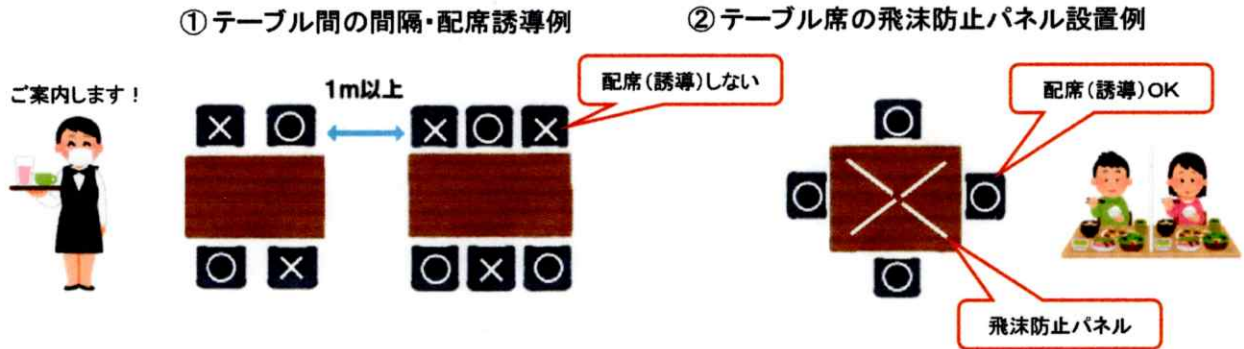 ①テーブル間の間隔・配席誘導例
②テーブル席の飛沫防止パネル設置例
ご案内します！
1m以上
配席(誘導)しない
配席(誘導)OK
× ○
× ○ ×
○ ×
○ × ○
○
○
○
○
飛沫防止パネル